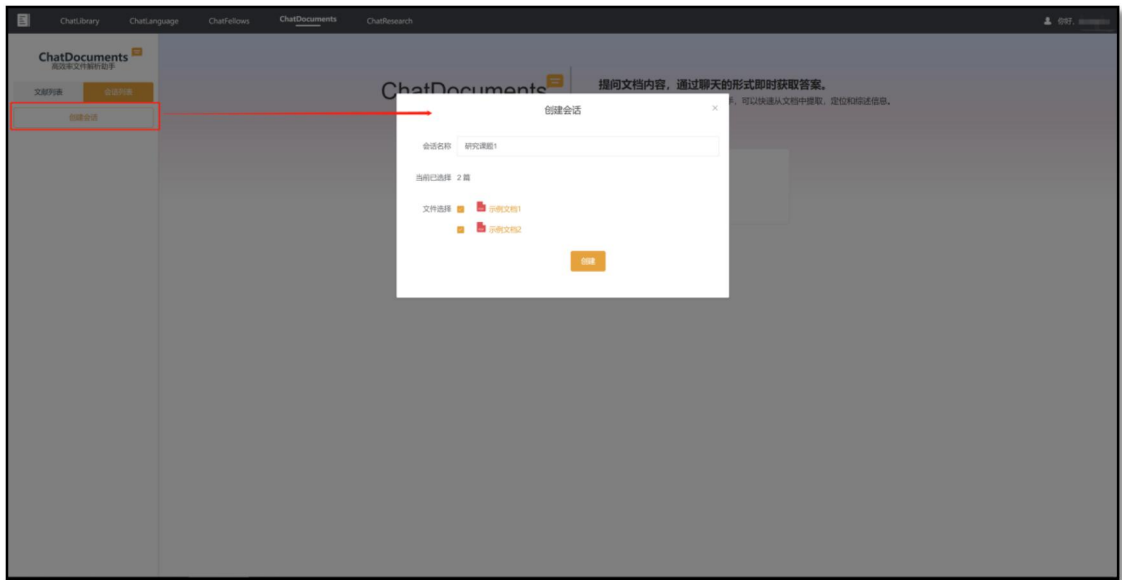 ChatLibrary ChatLanguage ChatFellows ChatDocuments ChatResearch 你好,
ChatDocuments
高效率文件解析助手
文献列表 会话列表
创建会话
ChatDocuments
提问文档内容，通过聊天的形式即时获取答案。
可以快速从文档中提取、定位和综述信息。
创建会话 ×
会话名称 研究课题1
当前已选择 2 篇
文件选择 示例文档1
示例文档2
创建